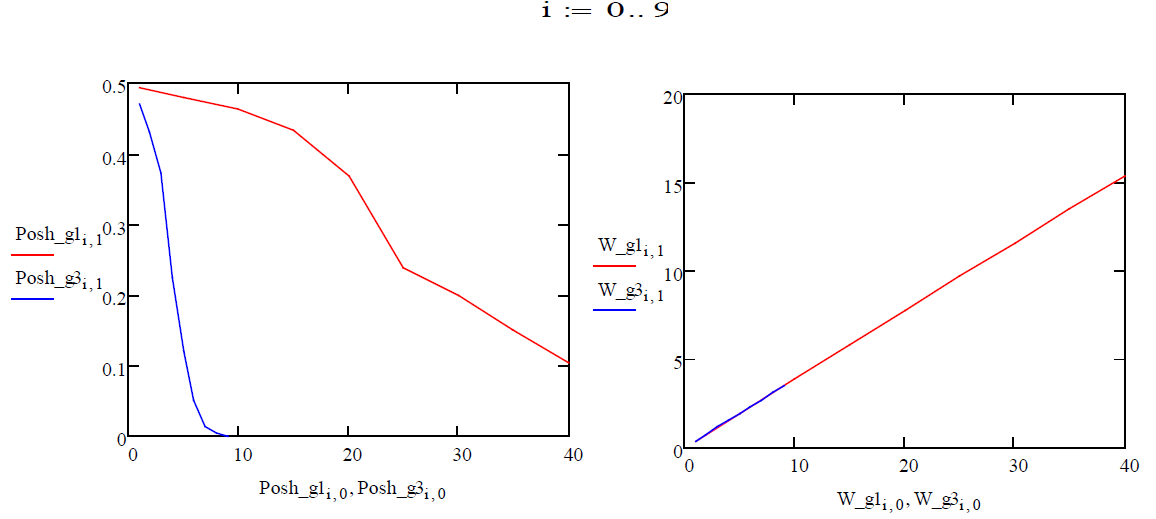 i := 0.. 9
0.5
0.4
0.3
0.2
0.1
0
Posh_g1i,1
Posh_g3i,1
0 10 20 30 40
Posh_g1i,0, Posh_g3i,0
20
15
10
5
0
W_g1i,1
W_g3i,1
0 10 20 30 40
W_g1i,0, W_g3i,0